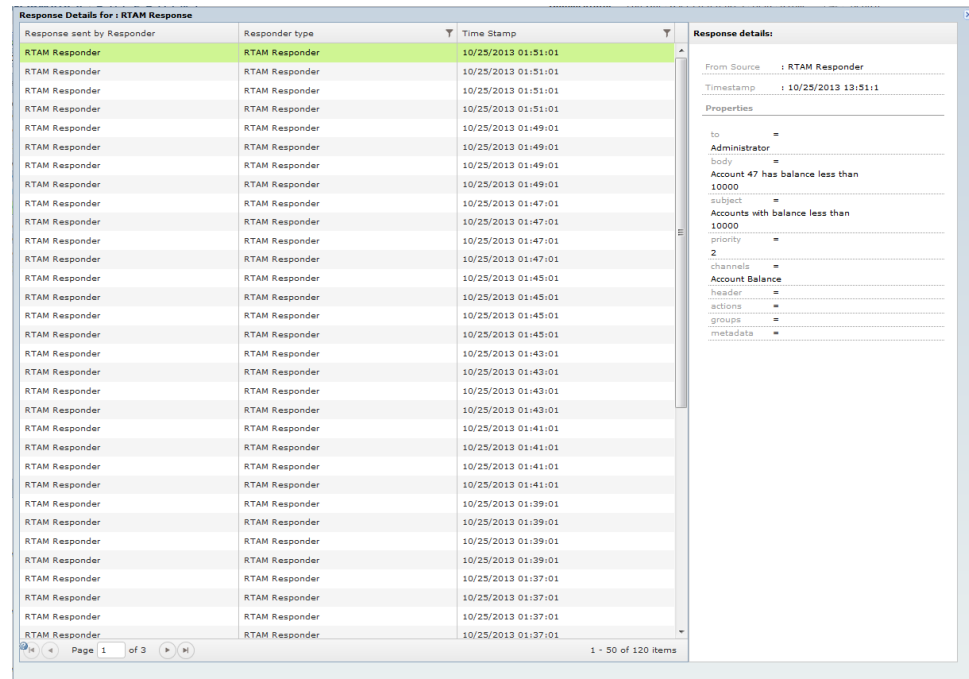 Response Details for : RTAM Response
Response sent by Responder Responder type Time Stamp
RTAM Responder RTAM Responder 10/25/2013 01:51:01
RTAM Responder RTAM Responder 10/25/2013 01:51:01
RTAM Responder RTAM Responder 10/25/2013 01:51:01
RTAM Responder RTAM Responder 10/25/2013 01:51:01
RTAM Responder RTAM Responder 10/25/2013 01:49:01
RTAM Responder RTAM Responder 10/25/2013 01:49:01
RTAM Responder RTAM Responder 10/25/2013 01:49:01
RTAM Responder RTAM Responder 10/25/2013 01:49:01
RTAM Responder RTAM Responder 10/25/2013 01:47:01
RTAM Responder RTAM Responder 10/25/2013 01:47:01
RTAM Responder RTAM Responder 10/25/2013 01:47:01
RTAM Responder RTAM Responder 10/25/2013 01:47:01
RTAM Responder RTAM Responder 10/25/2013 01:45:01
RTAM Responder RTAM Responder 10/25/2013 01:45:01
RTAM Responder RTAM Responder 10/25/2013 01:45:01
RTAM Responder RTAM Responder 10/25/2013 01:45:01
RTAM Responder RTAM Responder 10/25/2013 01:43:01
RTAM Responder RTAM Responder 10/25/2013 01:43:01
RTAM Responder RTAM Responder 10/25/2013 01:43:01
RTAM Responder RTAM Responder 10/25/2013 01:43:01
RTAM Responder RTAM Responder 10/25/2013 01:41:01
RTAM Responder RTAM Responder 10/25/2013 01:41:01
RTAM Responder RTAM Responder 10/25/2013 01:41:01
RTAM Responder RTAM Responder 10/25/2013 01:41:01
RTAM Responder RTAM Responder 10/25/2013 01:39:01
RTAM Responder RTAM Responder 10/25/2013 01:39:01
RTAM Responder RTAM Responder 10/25/2013 01:39:01
RTAM Responder RTAM Responder 10/25/2013 01:39:01
RTAM Responder RTAM Responder 10/25/2013 01:37:01
RTAM Responder RTAM Responder 10/25/2013 01:37:01
RTAM Responder RTAM Responder 10/25/2013 01:37:01
RTAM Responder RTAM Responder 10/25/2013 01:37:01
Page 1 of 3 1 - 50 of 120 items
Response details:
From Source : RTAM Responder
Timestamp : 10/25/2013 13:51:1
Properties
to =
Administrator
body =
Account 47 has balance less than
10000
subject =
Accounts with balance less than
10000
priority =
2
channels =
Account Balance
header =
actions =
groups =
metadata =